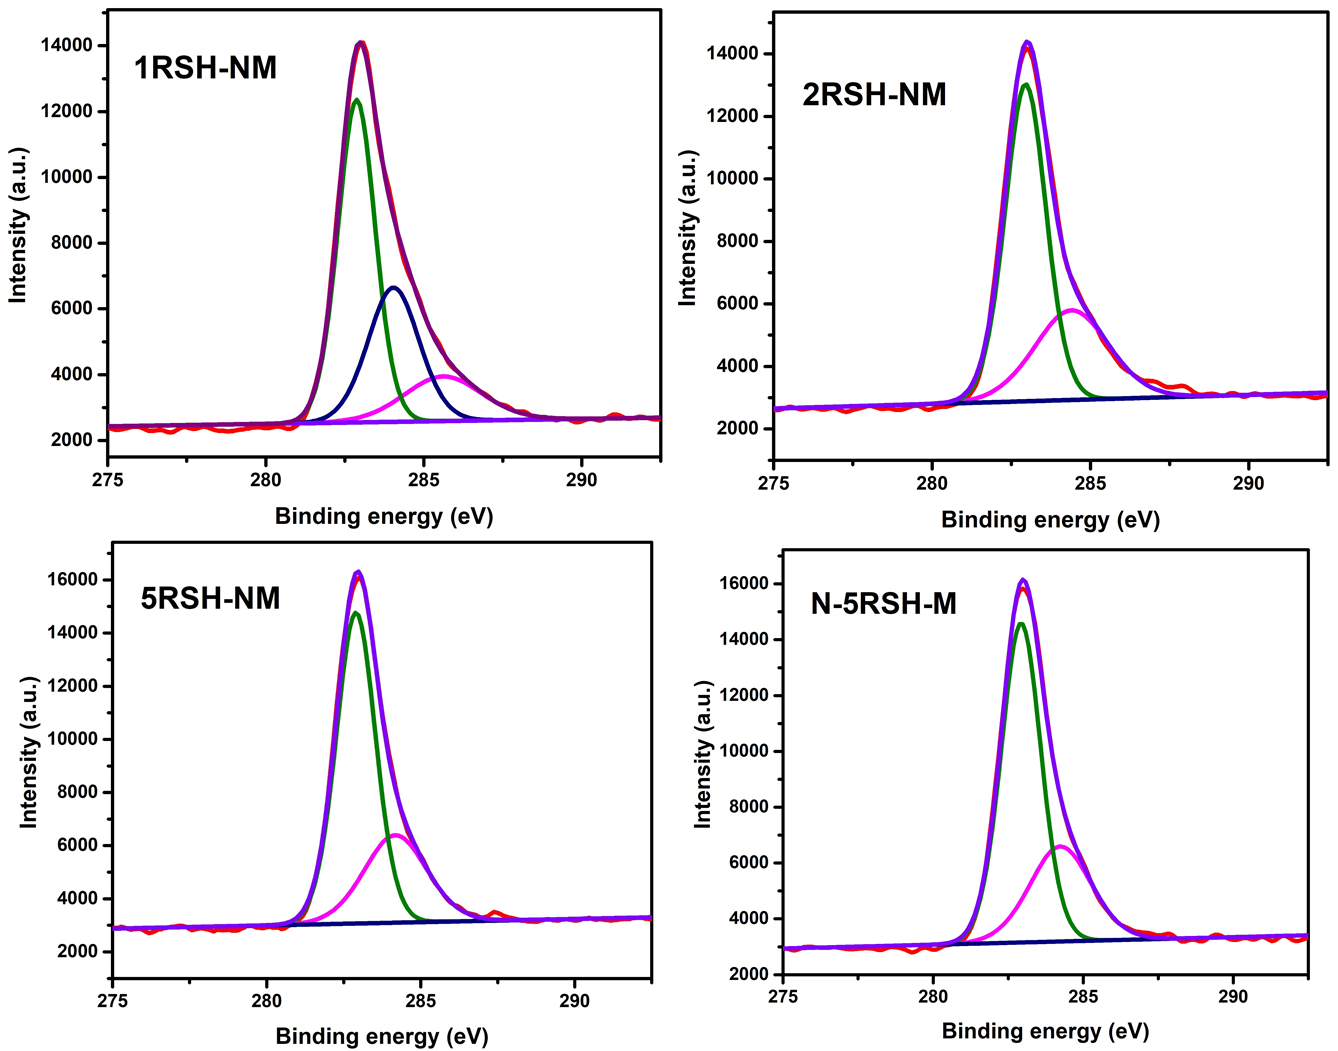 1RSH-NM
Intensity (a.u.)
14000
12000
10000
8000
6000
4000
2000
275 280 285 290
Binding energy (eV)
2RSH-NM
Intensity (a.u.)
14000
12000
10000
8000
6000
4000
2000
275 280 285 290
Binding energy (eV)
5RSH-NM
Intensity (a.u.)
16000
14000
12000
10000
8000
6000
4000
2000
275 280 285 290
Binding energy (eV)
N-5RSH-M
Intensity (a.u.)
16000
14000
12000
10000
8000
6000
4000
2000
275 280 285 290
Binding energy (eV)